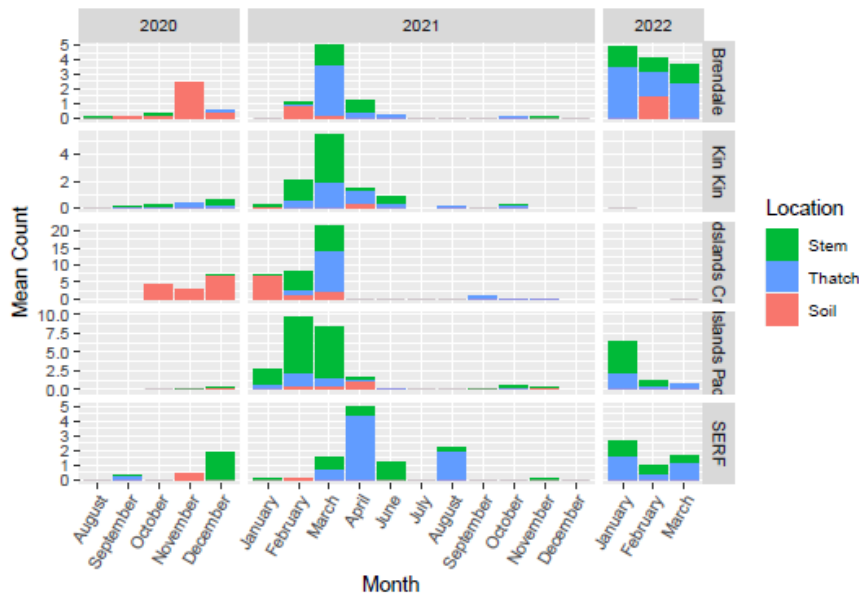 2020 2021 2022
Mean Count
5
4
3
2
1
0
Brendale
4
2
0
Kin Kin
20
15
10
5
0
dslands Cr
10.0
7.5
5.0
2.5
0.0
Islands Pac
5
4
3
2
1
0
SERF
August September October November December January February March April June July August September October November December January February March
Month
Location
Stem
Thatch
Soil